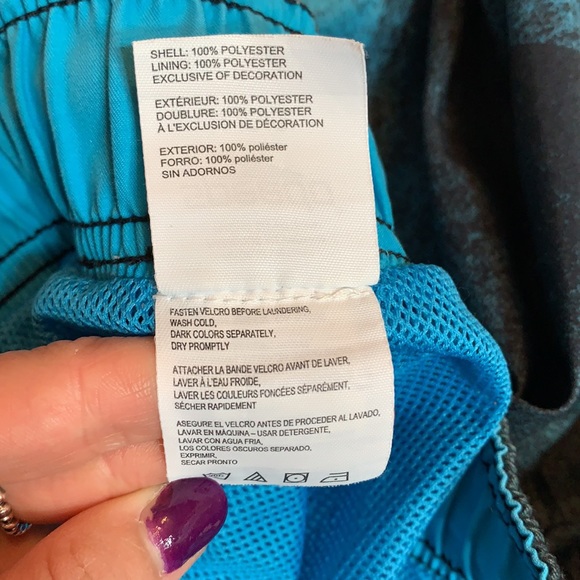 SHELL: 100% POLYESTER
LINING: 100% POLYESTER
EXCLUSIVE OF DECORATION
EXTÉRIEUR: 100% POLYESTER
DOUBLURE: 100% POLYESTER
À L'EXCLUSION DE DÉCORATION
EXTERIOR: 100% poliéster
FORRO: 100% poliéster
SIN ADORNOS
FASTEN VELCRO BEFORE LAUNDERING,
WASH COLD,
DARK COLORS SEPARATELY,
DRY PROMPTLY
ATTACHER LA BANDE VELCRO AVANT DE LAVER,
LAVER À L'EAU FROIDE,
LAVER LES COLEURS FONCÉES SÉPARÉMENT,
SÉCHER RAPIDEMENT
ASEGURE EL VELCRO ANTES DE PROCEDER AL LAVADO,
LAVAR EN MÁQUINA – USAR DETERGENTE,
LAVAR CON AGUA FRIA,
LOS COLORES OSCUROS SEPARADO,
EXPRIMIR,
SECAR PRONTO